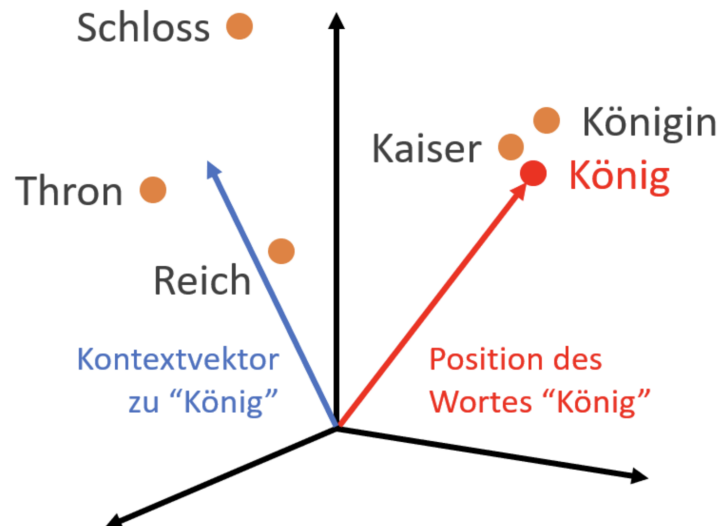 Schloss
Königin
Kaiser
König
Thron
Reich
Kontextvektor
zu “König”
Position des
Wortes “König”